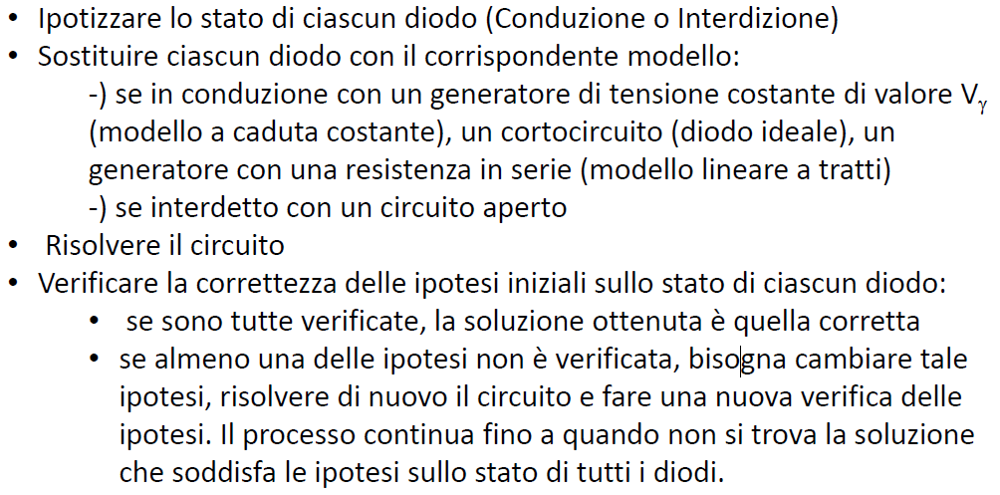 • Ipotizzare lo stato di ciascun diodo (Conduzione o Interdizione)
• Sostituire ciascun diodo con il corrispondente modello:
-) se in conduzione con un generatore di tensione costante di valore Vγ
(modello a caduta costante), un cortocircuito (diodo ideale), un
generatore con una resistenza in serie (modello lineare a tratti)
-) se interdetto con un circuito aperto
• Risolvere il circuito
• Verificare la correttezza delle ipotesi iniziali sullo stato di ciascun diodo:
• se sono tutte verificate, la soluzione ottenuta è quella corretta
• se almeno una delle ipotesi non è verificata, bisogna cambiare tale
ipotesi, risolvere di nuovo il circuito e fare una nuova verifica delle
ipotesi. Il processo continua fino a quando non si trova la soluzione
che soddisfa le ipotesi sullo stato di tutti i diodi.